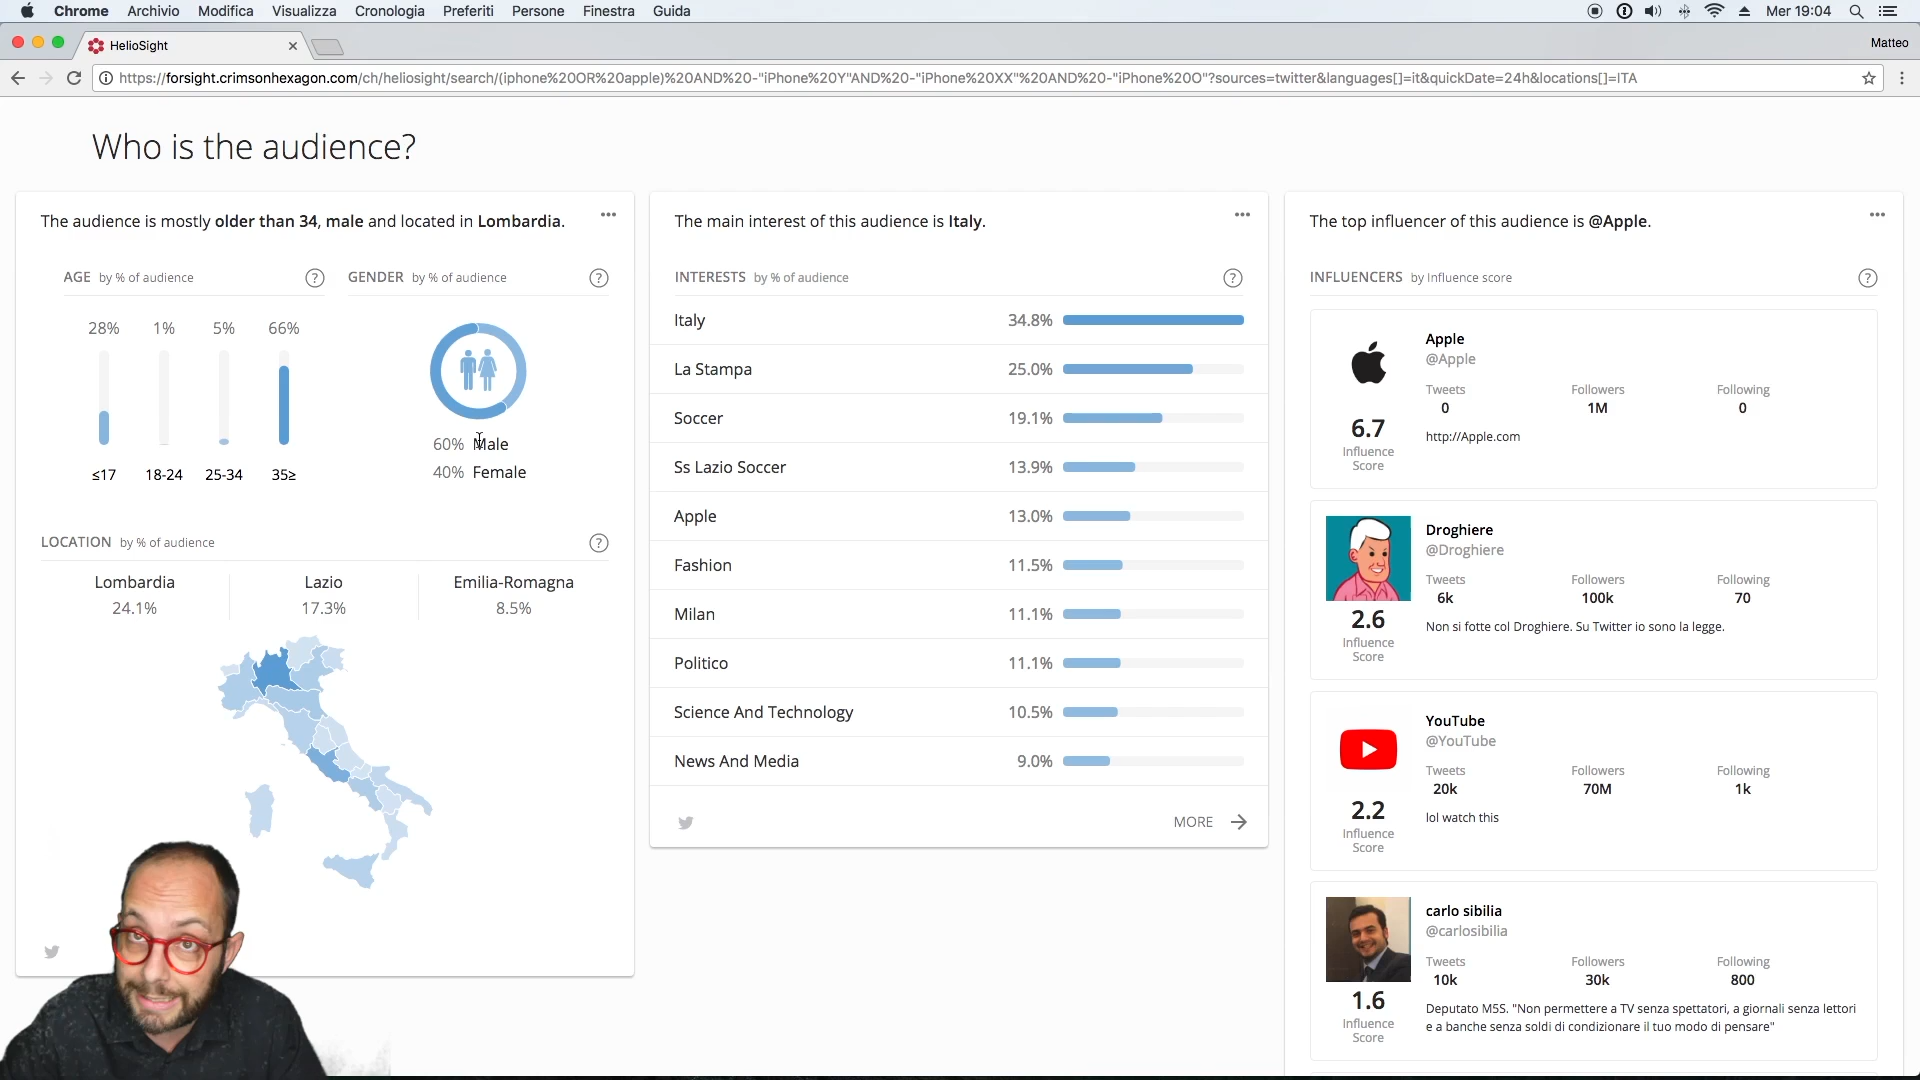 Chrome Archivio Modifica Visualizza Cronologia Preferiti Persone Finestra Guida
Mer 19:04
HelioSight
Matteo
https://forsight.crimsonhexagon.com/ch/heliosight/search/(iphone%20OR%20apple)%20AND%20-"iPhone%20Y"AND%20-"iPhone%20XX"%20AND%20-"iPhone%20O"?sources=twitter&languages[]=it&quickDate=24h&locations[]=ITA
Who is the audience?
The audience is mostly older than 34, male and located in Lombardia.
AGE by % of audience
?
GENDER by % of audience
?
28% 1% 5% 66%
≤17 18-24 25-34 35≥
60% Male
40% Female
LOCATION by % of audience
?
Lombardia Lazio Emilia-Romagna
24.1% 17.3% 8.5%
The main interest of this audience is Italy.
INTERESTS by % of audience
?
Italy 34.8%
La Stampa 25.0%
Soccer 19.1%
Ss Lazio Soccer 13.9%
Apple 13.0%
Fashion 11.5%
Milan 11.1%
Politico 11.1%
Science And Technology 10.5%
News And Media 9.0%
MORE
The top influencer of this audience is @Apple.
INFLUENCERS by Influence score
?
Apple
@Apple
Tweets Followers Following
0 1M 0
http://Apple.com
6.7
Influence
Score
Droghiere
@Droghiere
Tweets Followers Following
6k 100k 70
Non si fotte col Droghiere. Su Twitter io sono la legge.
2.6
Influence
Score
YouTube
@YouTube
Tweets Followers Following
20k 70M 1k
lol watch this
2.2
Influence
Score
carlo sibilia
@carlosibilia
Tweets Followers Following
10k 30k 800
Deputato M5S. "Non permettere a TV senza spettatori, a giornali senza lettori
e a banche senza soldi di condizionare il tuo modo di pensare"
1.6
Influence
Score